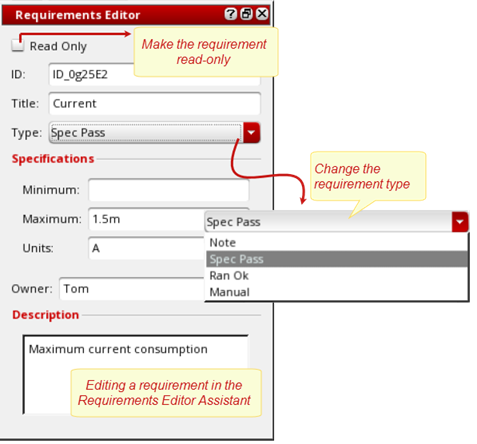 Requirements Editor
Read Only
Make the requirement
read-only
ID: ID_0g25E2
Title: Current
Type: Spec Pass
Specifications
Change the
requirement type
Minimum:
Maximum: 1.5m
Spec Pass
Units: A
Note
Spec Pass
Ran Ok
Manual
Owner: Tom
Description
Maximum current consumption
Editing a requirement in the
Requirements Editor Assistant